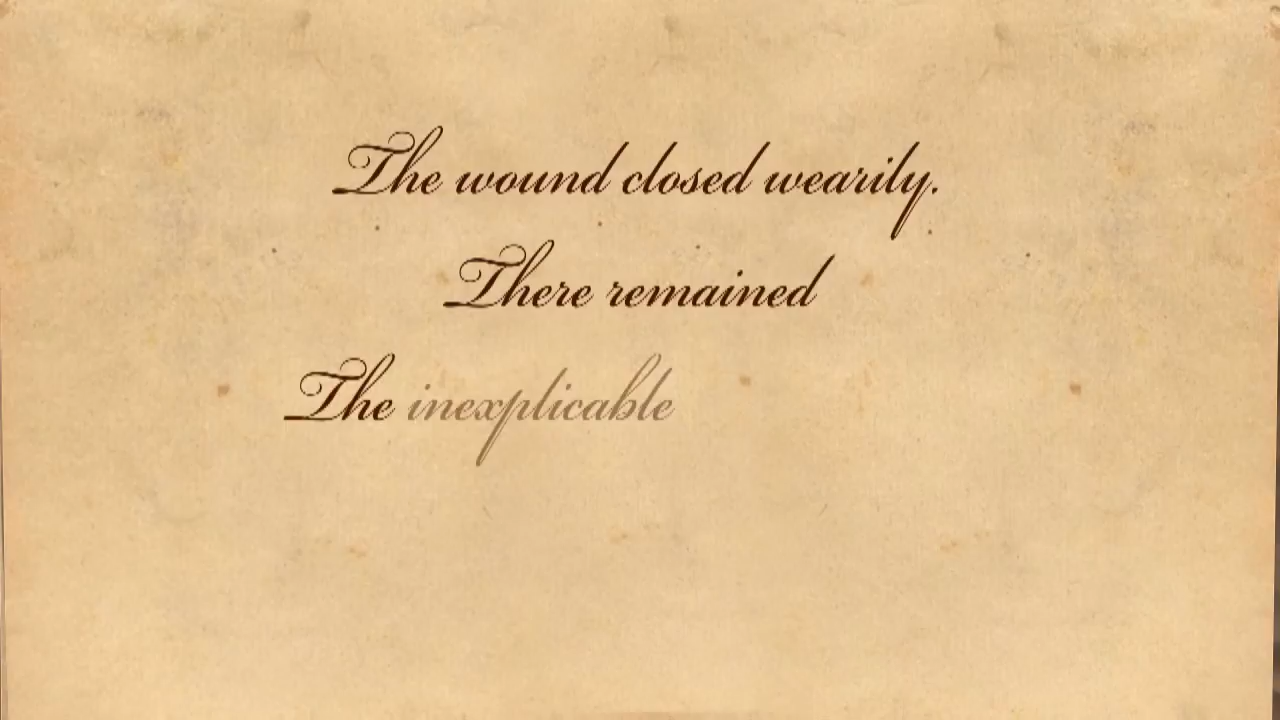 The wound closed wearily.
There remained
The inexplicable